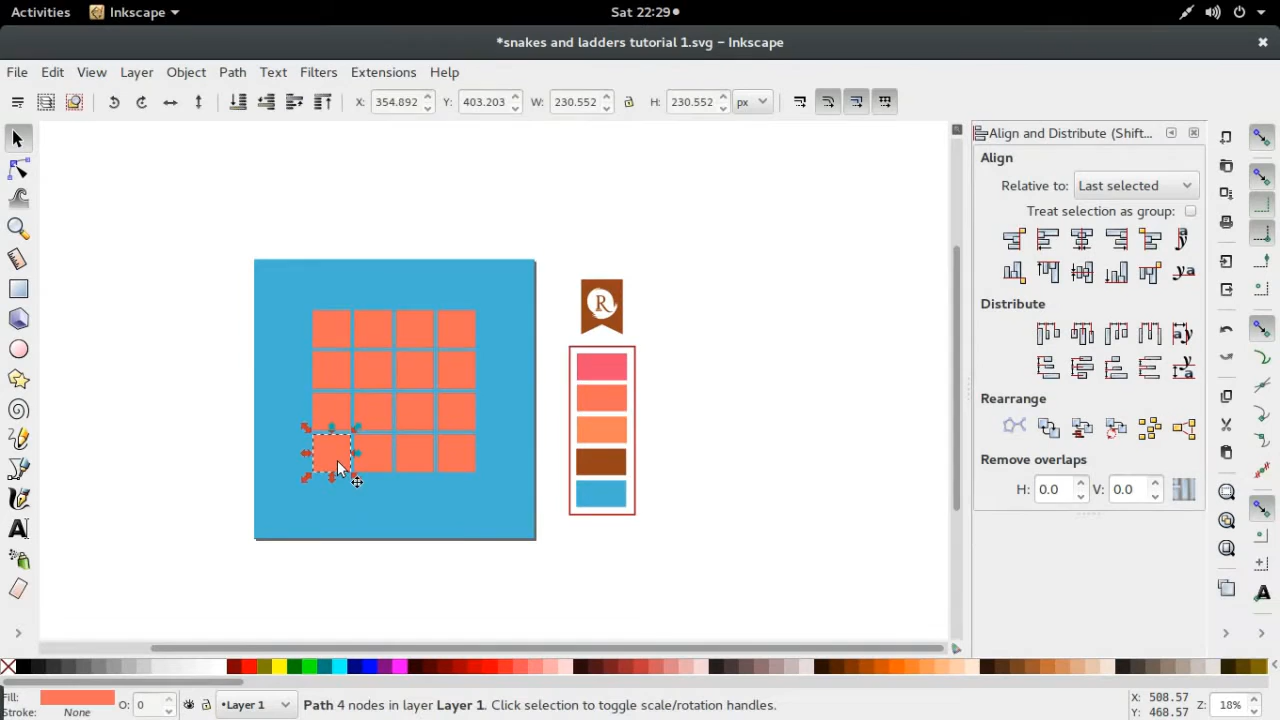 Activities Inkscape Sat 22:29
*snakes and ladders tutorial 1.svg – Inkscape
File Edit View Layer Object Path Text Filters Extensions Help
X: 354.892 Y: 403.203 W: 230.552 H: 230.552 px
Align and Distribute (Shift...
Align
Relative to: Last selected
Treat selection as group:
Distribute
R
Rearrange
Remove overlaps
H: 0.0 V: 0.0
Fill: O: 0 •Layer 1 Path 4 nodes in layer Layer 1. Click selection to toggle scale/rotation handles. X: 508.57 Z: 18%
Stroke: None Y: 468.57